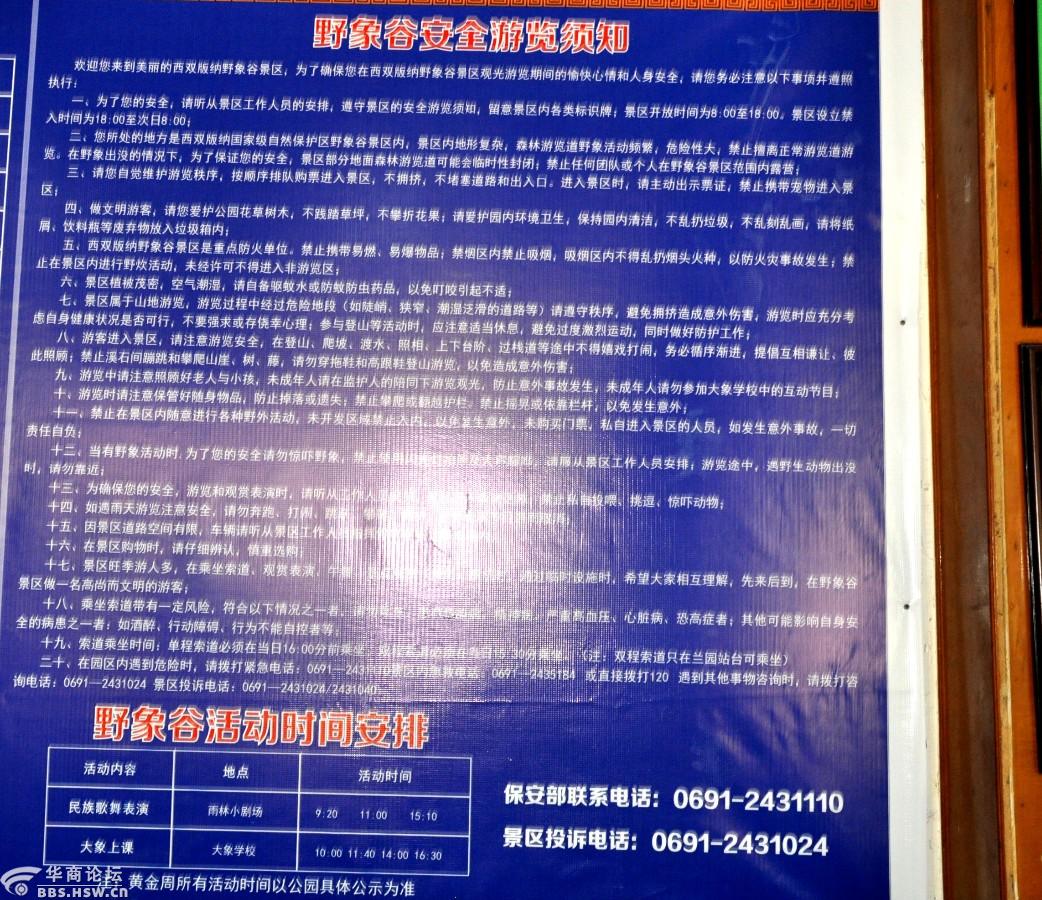 野象谷安全游览须知
欢迎您来到美丽的西双版纳野象谷景区，为了确保您在西双版纳野象谷景区观光游览期间的愉快心情和人身安全，请您务必注意以下事项并遵照
执行：
一、为了您的安全，请听从景区工作人员的安排，遵守景区的安全游览须知，留意景区内各类标识牌；景区开放时间为8:00至18:00。景区设立禁
入时间为18:00至次日8:00；
二、您所处的地方是西双版纳国家级自然保护区野象谷景区内，景区内地形复杂，森林游览道野象活动频繁，危险性大，禁止擅离正常游览道游
览。在野象出没的情况下，为了保证您的安全，景区部分地面森林游览道可能会临时性封闭；禁止任何团队或个人在野象谷景区范围内露营；
三、请您自觉维护游览秩序，按顺序排队购票进入景区，不拥挤，不堵塞道路和出入口。进入景区时，请主动出示票证，禁止携带宠物进入景
区；
四、做文明游客，请您爱护公园花草树木，不践踏草坪，不攀折花果；请爱护园内环境卫生，保持园内清洁，不乱扔垃圾，不乱刻乱画，请将纸
屑、饮料瓶等废弃物放入垃圾箱内；
五、西双版纳野象谷景区是重点防火单位。禁止携带易燃、易爆物品；禁烟区内禁止吸烟，吸烟区内不得乱扔烟头火种，以防火灾事故发生；禁
止在景区内进行野炊活动，未经许可不得进入非游览区；
六、景区植被茂密，空气潮湿，请自备驱蚊水或防蚊防虫药品，以免叮咬引起不适；
七、景区属于山地游览，游览过程中经过危险地段（如陡峭、狭窄、潮湿泛滑的道路等）请遵守秩序，避免拥挤造成意外伤害，游览时应充分考
虑自身健康状况是否可行，不要强求或存侥幸心理；参与登山等活动时，应注意适当休息，避免过度激烈运动，同时做好防护工作；
八、游客进入景区，请注意游览安全，在登山、爬坡、渡水、照相、上下台阶、过栈道等途中不得嬉戏打闹，务必循序渐进，提倡互相谦让、彼
此照顾；禁止溪石间蹦跳和攀爬山崖、树、藤，请勿穿拖鞋和高跟鞋登山游览，以免造成意外伤害；
九、游览中请注意照顾好老人与小孩，未成年人请在监护人的陪同下游览观光，防止意外事故发生，未成年人请勿参加大象学校中的互动节目；
十、游览时请注意保管好随身物品，防止掉落或遗失；禁止攀爬或翻越护栏。禁止摇晃或依靠栏杆，以免发生意外；
十一、禁止在景区内随意进行各种野外活动，未开发区域禁止入内，以免发生意外，未购买门票，私自进入景区的人员，如发生意外事故，一切
责任自负；
十二、当有野象活动时.为了您的安全请勿惊吓野象，禁止使用闪光 请服从景区工作人员安排；游览途中，遇野生动物出没
时，请勿靠近；
十三、为确保您的安全，游览和观赏表演时，请听从工作人员 禁止私自投喂、挑逗、惊吓动物；
十四、如遇雨天游览注意安全，请勿奔跑、打闹、
十五、因景区道路空间有限，车辆请听从景区工作人
十六、在景区购物时，请仔细辨认，慎重选购；
十七、景区旺季游人多，在乘坐索道、观赏表演、 通过临时设施时，希望大家相互理解，先来后到，在野象谷
景区做一名高尚而文明的游客；
十八、乘坐索道带有一定风险，符合以下情况之一者， 严重高血压、心脏病、恐高症者；其他可能影响自身安
全的病患之一者：如酒醉、行动障碍、行为不能自控者等；
十九、索道乘坐时间：单程索道必须在当日16:00分前乘坐， 30分乘坐。（注：双程索道只在兰园站台可乘坐）
二十、在园区内遇到危险时，请拨打紧急电话：0691—2431110景区内急救电话：0691—2435184 或直接拨打120 遇到其他事物咨询时，请拨打咨
询电话：0691—2431024 景区投诉电话：0691—2431024/2431040
野象谷活动时间安排
活动内容 地点 活动时间
民族歌舞表演 雨林小剧场 9:20 11:00 15:10
大象上课 大象学校 10:00 11:40 14:00 16:30
注：黄金周所有活动时间以公园具体公示为准
保安部联系电话：0691-2431110
景区投诉电话：0691-2431024
华商论坛
BBS.HSW.CN